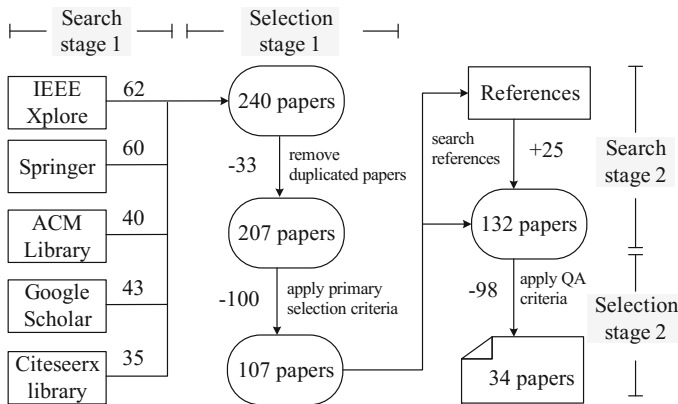 Search
stage 1
Selection
stage 1
IEEE
Xplore
62
Springer
60
ACM
Library
40
Google
Scholar
43
Citeseerx
library
35
240 papers
-33
remove
duplicated papers
207 papers
-100
apply primary
selection criteria
107 papers
References
search
references
+25
132 papers
-98
apply QA
criteria
34 papers
Search
stage 2
Selection
stage 2